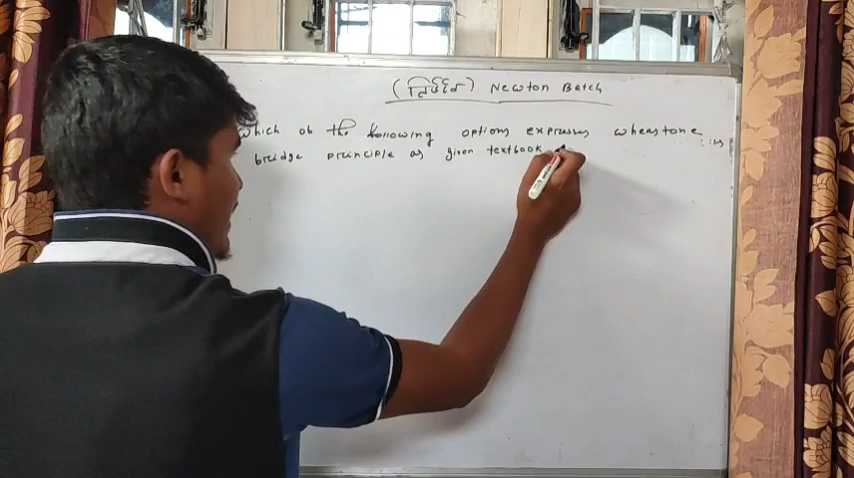 Newton Batch
which ob the following options expresses wheastone
bridge principle as given textbook